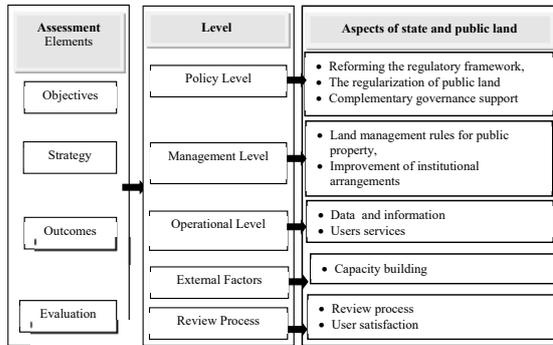 Assessment
Elements
Objectives
Strategy
Outcomes
Evaluation
Level
Policy Level
Management Level
Operational Level
External Factors
Review Process
Aspects of state and public land
• Reforming the regulatory framework,
• The regularization of public land
• Complementary governance support
• Land management rules for public
property,
• Improvement of institutional
arrangements
• Data and information
• Users services
• Capacity building
• Review process
• User satisfaction